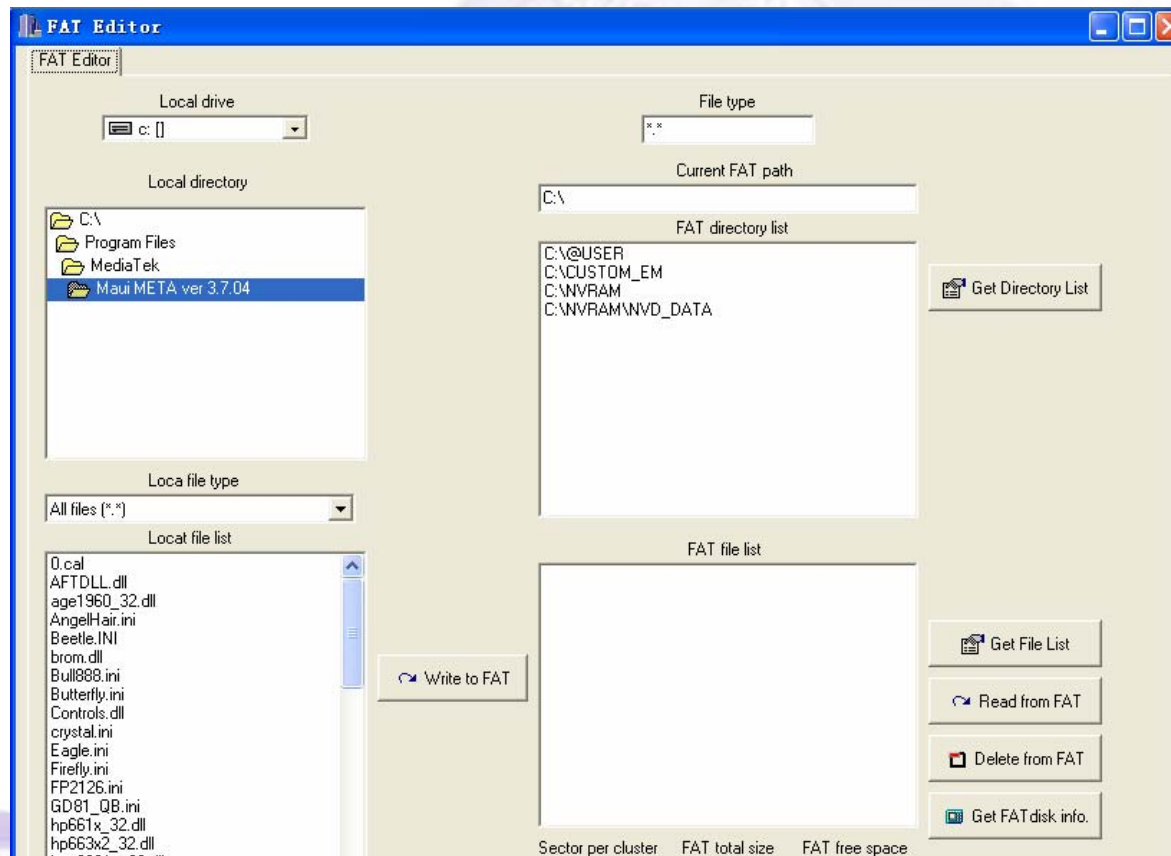 FAT Editor
FAT Editor
Local drive
c: []
Local directory
C:\
Program Files
MediaTek
Maui META ver 3.7.04
Loca file type
All files (*.*)
Locat file list
0.cal
AFTDLL.dll
age1960_32.dll
AngelHair.ini
Beetle.INI
brom.dll
Bull888.ini
Butterfly.ini
Controls.dll
crystal.ini
Eagle.ini
Firefly.ini
FP2126.ini
GD81_QB.ini
hp661x_32.dll
hp663x2_32.dll
Write to FAT
File type
*.*
Current FAT path
C:\
FAT directory list
C:\@USER
C:\CUSTOM_EM
C:\NVRAM
C:\NVRAM\NVD_DATA
Get Directory List
FAT file list
Get File List
Read from FAT
Delete from FAT
Get FAT disk info.
Sector per cluster FAT total size FAT free space